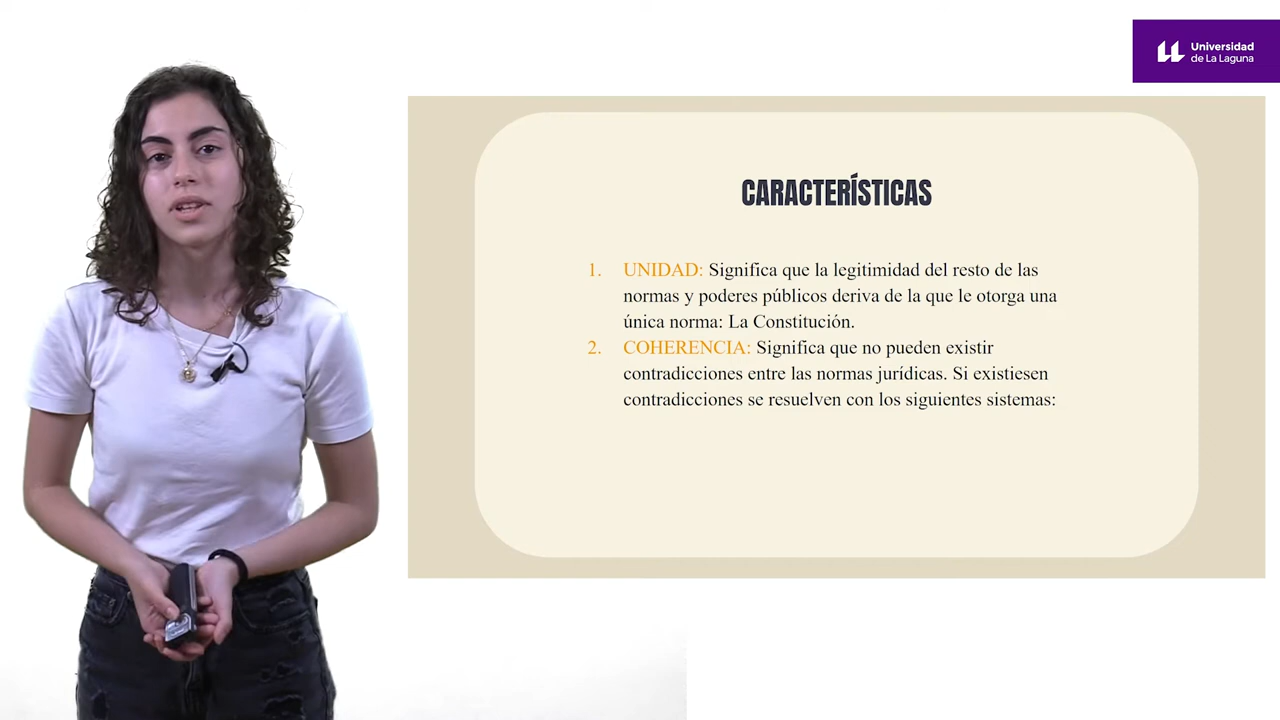 Universidad
de La Laguna
CARACTERÍSTICAS
1. UNIDAD: Significa que la legitimidad del resto de las
normas y poderes públicos deriva de la que le otorga una
única norma: La Constitución.
2. COHERENCIA: Significa que no pueden existir
contradicciones entre las normas jurídicas. Si existiesen
contradicciones se resuelven con los siguientes sistemas: